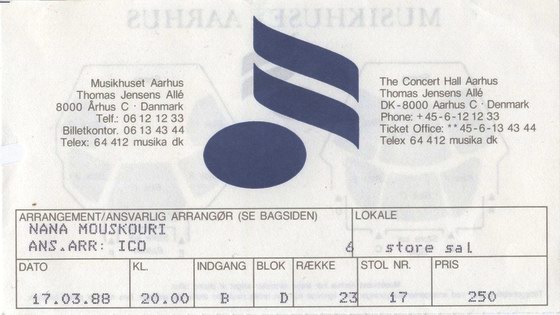 MUSIKHUSET AARHUS
Musikhuset Aarhus
Thomas Jensens Allé
8000 Århus C · Denmark
Telf.: 06 12 12 33
Billetkontor. 06 13 43 44
Telex: 64 412 musika dk
The Concert Hall Aarhus
Thomas Jensens Allé
DK-8000 Aarhus C · Denmark
Phone: +45-6-12 12 33
Ticket Office: **45-6-13 43 44
Telex: 64 412 musika dk
ARRANGEMENT/ANSVARLIG ARRANGØR (SE BAGSIDEN) LOKALE
NANA MOUSKOURI
ANS.ARR: ICO 6 store sal
DATO KL. INDGANG BLOK RÆKKE STOL NR. PRIS
17.03.88 20.00 B D 23 17 250